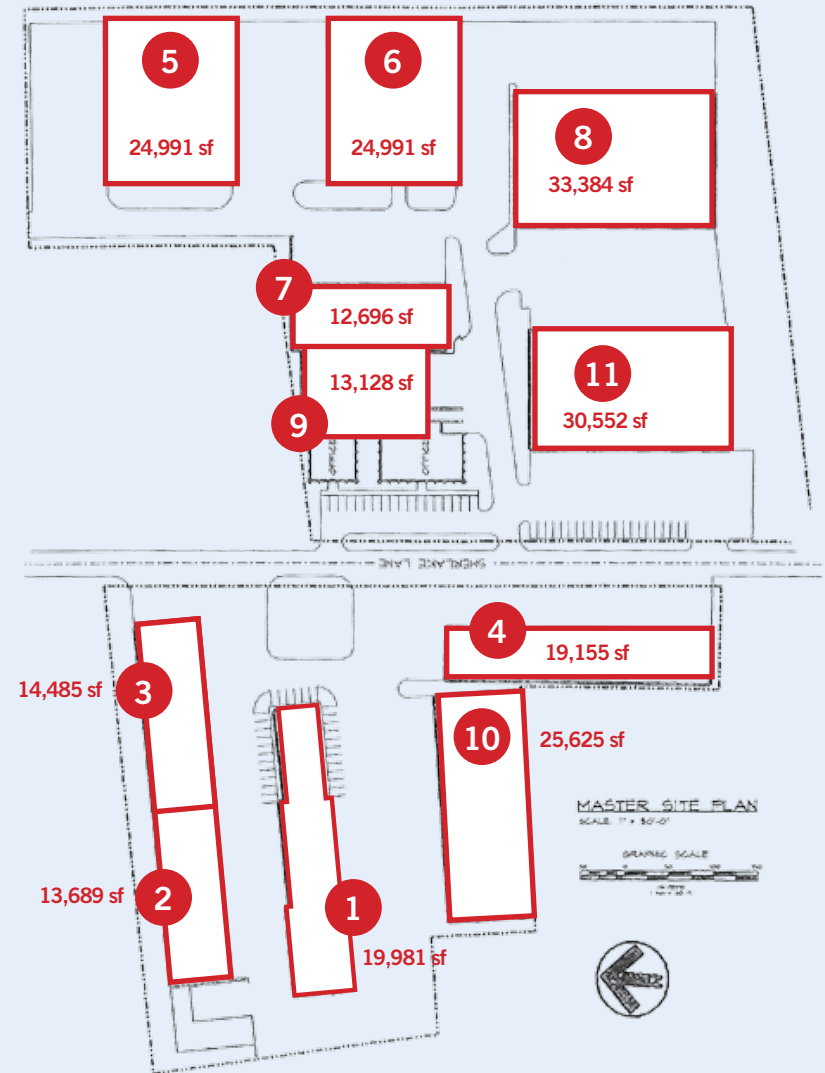 5
24,991 sf
6
24,991 sf
8
33,384 sf
7
12,696 sf
13,128 sf
9
OFFICE
OFFICE
11
30,552 sf
SHERLAKE LANE
4
19,155 sf
3
14,485 sf
10
25,625 sf
2
13,689 sf
1
19,981 sf
MASTER SITE PLAN
GRAPHIC SCALE